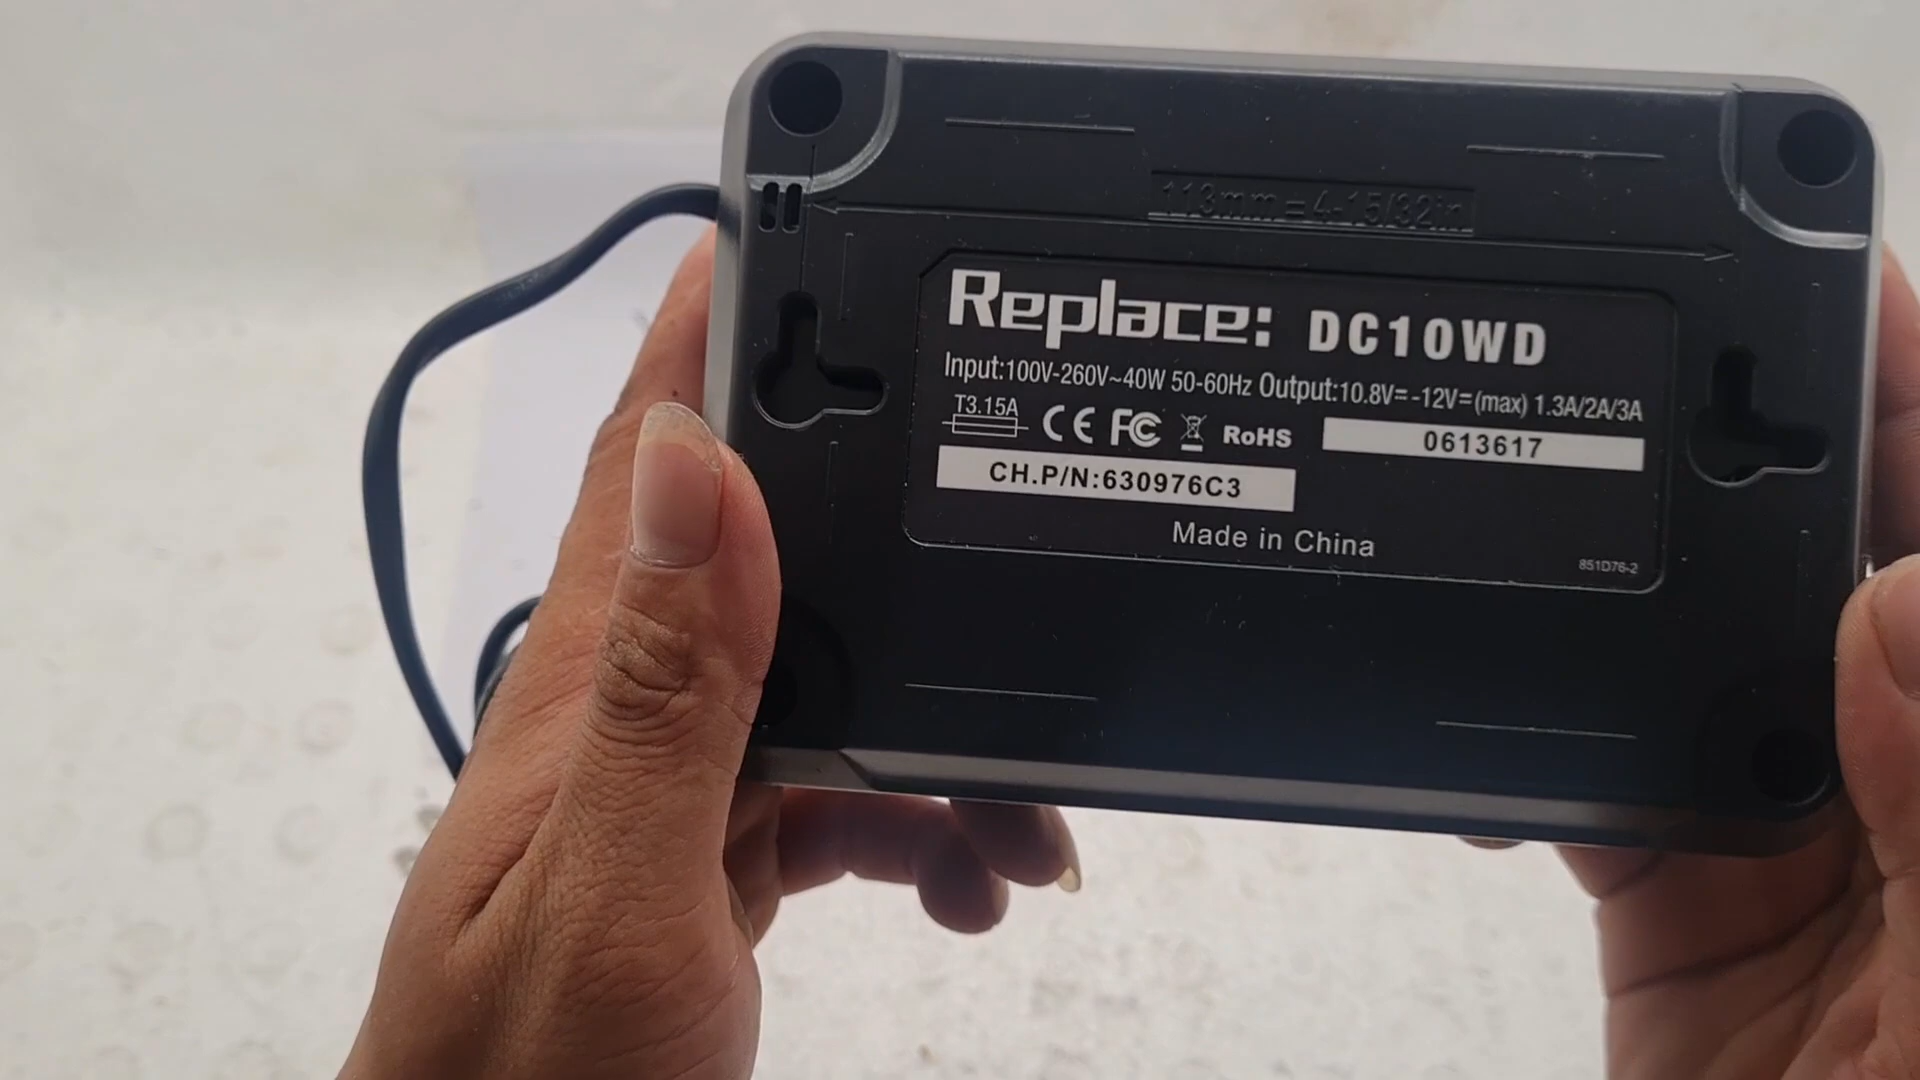 113mm=4-15/32in
Replace: DC10WD
Input:100V-260V~40W 50-60Hz Output:10.8V= -12V=(max) 1.3A/2A/3A
T3.15A CE FC RoHS 0613617
CH.P/N:630976C3
Made in China
851D76-2